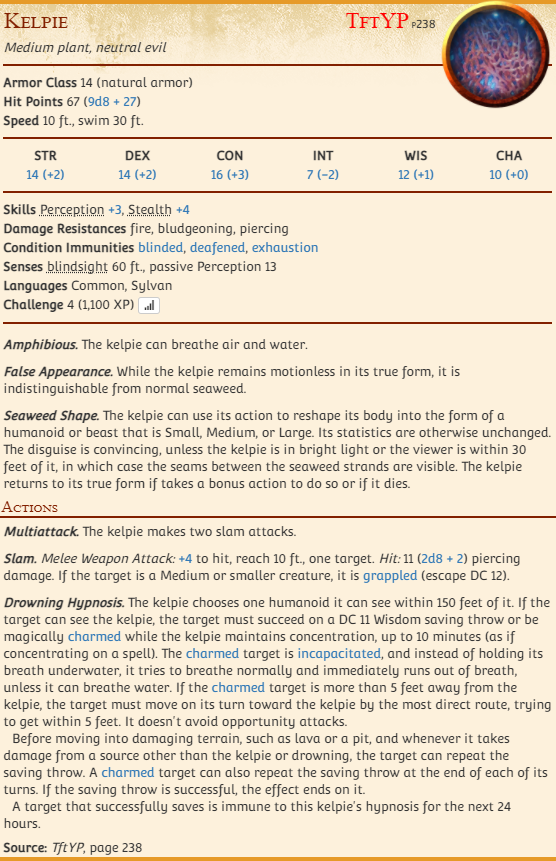 Kelpie TftYP p238
Medium plant, neutral evil
Armor Class 14 (natural armor)
Hit Points 67 (9d8 + 27)
Speed 10 ft., swim 30 ft.
STR DEX CON INT WIS CHA
14 (+2) 14 (+2) 16 (+3) 7 (−2) 12 (+1) 10 (+0)
Skills Perception +3, Stealth +4
Damage Resistances fire, bludgeoning, piercing
Condition Immunities blinded, deafened, exhaustion
Senses blindsight 60 ft., passive Perception 13
Languages Common, Sylvan
Challenge 4 (1,100 XP)
Amphibious. The kelpie can breathe air and water.
False Appearance. While the kelpie remains motionless in its true form, it is
indistinguishable from normal seaweed.
Seaweed Shape. The kelpie can use its action to reshape its body into the form of a
humanoid or beast that is Small, Medium, or Large. Its statistics are otherwise unchanged.
The disguise is convincing, unless the kelpie is in bright light or the viewer is within 30
feet of it, in which case the seams between the seaweed strands are visible. The kelpie
returns to its true form if takes a bonus action to do so or if it dies.
Actions
Multiattack. The kelpie makes two slam attacks.
Slam. Melee Weapon Attack: +4 to hit, reach 10 ft., one target. Hit: 11 (2d8 + 2) piercing
damage. If the target is a Medium or smaller creature, it is grappled (escape DC 12).
Drowning Hypnosis. The kelpie chooses one humanoid it can see within 150 feet of it. If the
target can see the kelpie, the target must succeed on a DC 11 Wisdom saving throw or be
magically charmed while the kelpie maintains concentration, up to 10 minutes (as if
concentrating on a spell). The charmed target is incapacitated, and instead of holding its
breath underwater, it tries to breathe normally and immediately runs out of breath,
unless it can breathe water. If the charmed target is more than 5 feet away from the
kelpie, the target must move on its turn toward the kelpie by the most direct route, trying
to get within 5 feet. It doesn't avoid opportunity attacks.
Before moving into damaging terrain, such as lava or a pit, and whenever it takes
damage from a source other than the kelpie or drowning, the target can repeat the
saving throw. A charmed target can also repeat the saving throw at the end of each of its
turns. If the saving throw is successful, the effect ends on it.
A target that successfully saves is immune to this kelpie's hypnosis for the next 24
hours.
Source: TftYP, page 238